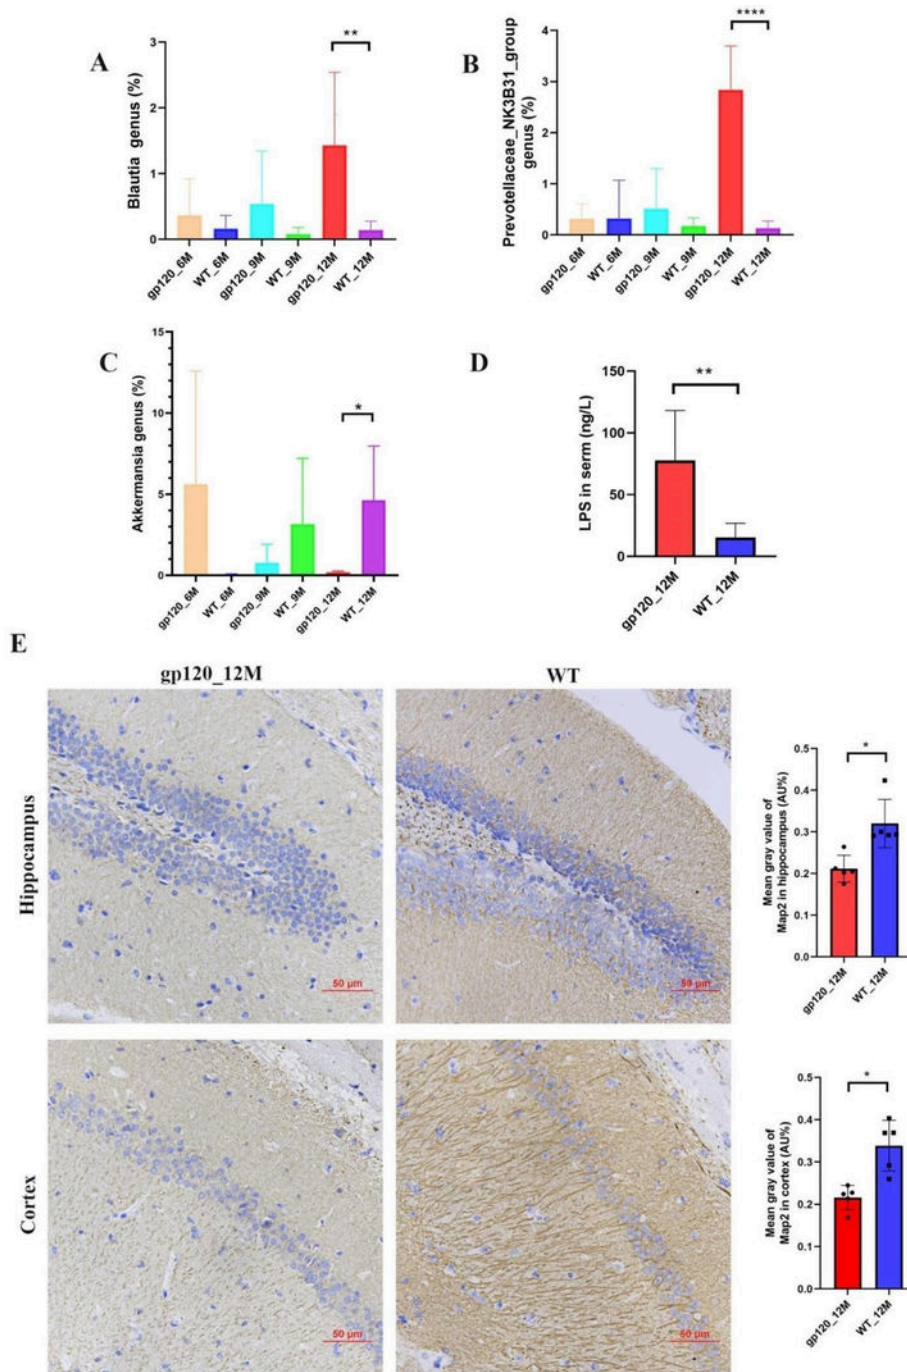 A
Blautia genus (%)
3
2
1
0
**
gp120_6M
WT_6M
gp120_9M
WT_9M
gp120_12M
WT_12M
B
Prevotellaceae_NK3B31_group
genus (%)
4
3
2
1
0
****
gp120_6M
WT_6M
gp120_9M
WT_9M
gp120_12M
WT_12M
C
Akkermansia genus (%)
15
10
5
0
*
gp120_6M
WT_6M
gp120_9M
WT_9M
gp120_12M
WT_12M
D
LPS in serm (ng/L)
150
100
50
0
**
gp120_12M
WT_12M
E
gp120_12M
WT
Hippocampus
50 μm
50 μm
Mean gray value of
Map2 in hippocampus (AU%)
0.5
0.4
0.3
0.2
0.1
0.0
*
gp120_12M
WT_12M
Cortex
50 μm
50 μm
Mean gray value of
Map2 in cortex (AU%)
0.5
0.4
0.3
0.2
0.1
0.0
*
gp120_12M
WT_12M